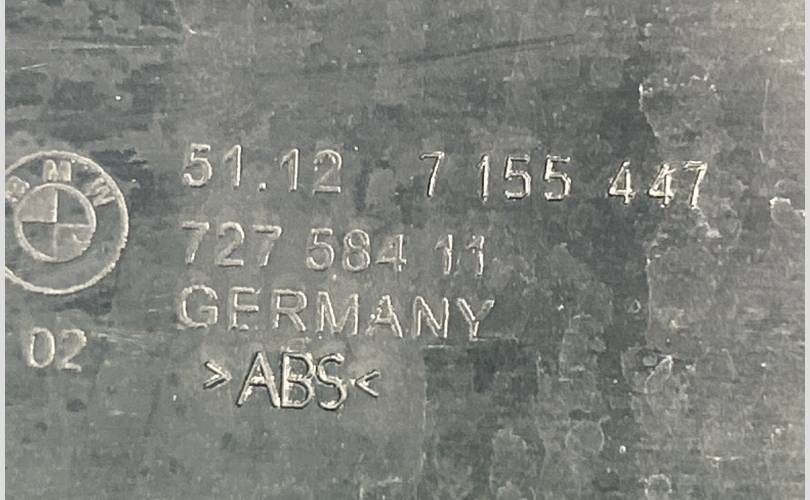 BMW
51.12 7 155 447
727 584 11
GERMANY
02
>ABS<